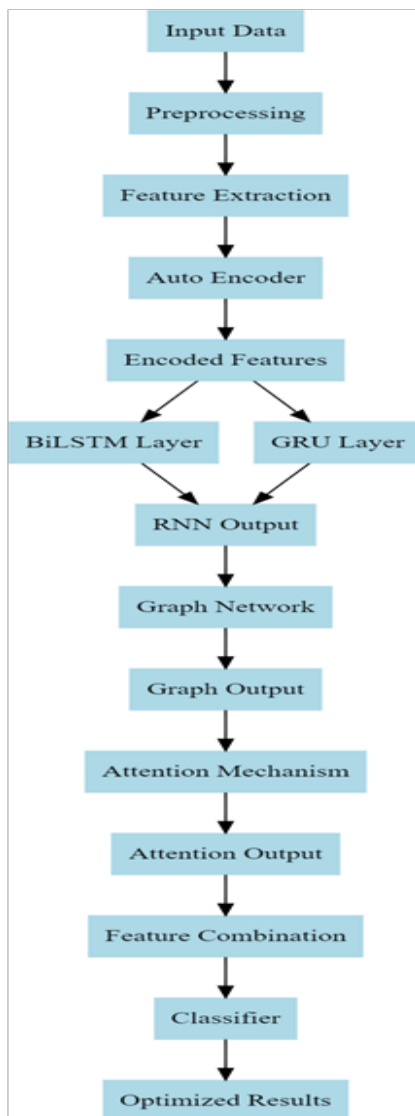 Input Data
Preprocessing
Feature Extraction
Auto Encoder
Encoded Features
BiLSTM Layer
GRU Layer
RNN Output
Graph Network
Graph Output
Attention Mechanism
Attention Output
Feature Combination
Classifier
Optimized Results